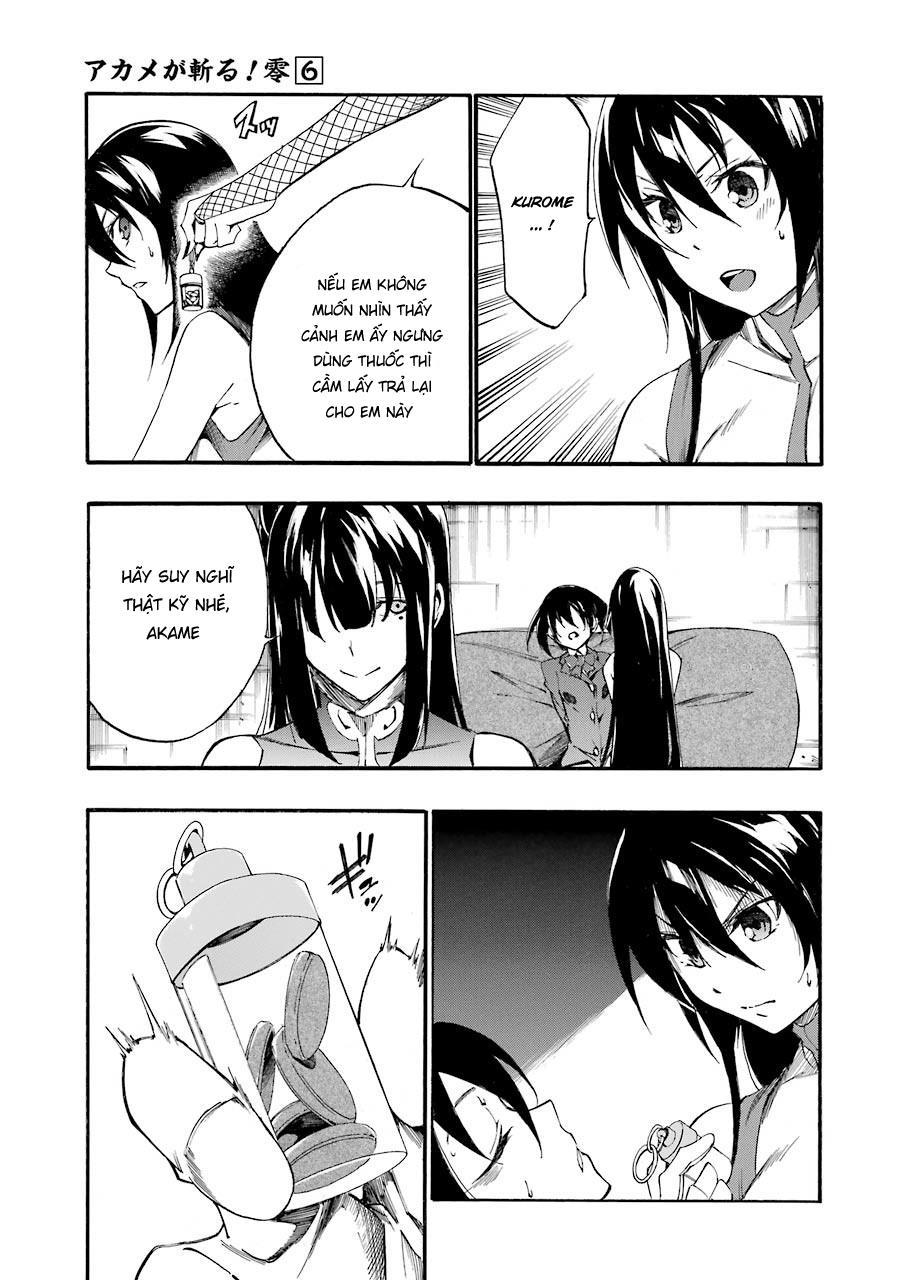 アカメが斬る！零 6
KUROME
... !
スッ
NẾU EM KHÔNG
MUỐN NHÌN THẤY
CẢNH EM ẤY NGƯNG
DÙNG THUỐC THÌ
CẦM LẤY TRẢ LẠI
CHO EM NÀY
HÃY SUY NGHĨ
THẬT KỸ NHÉ,
AKAME
ギュッ